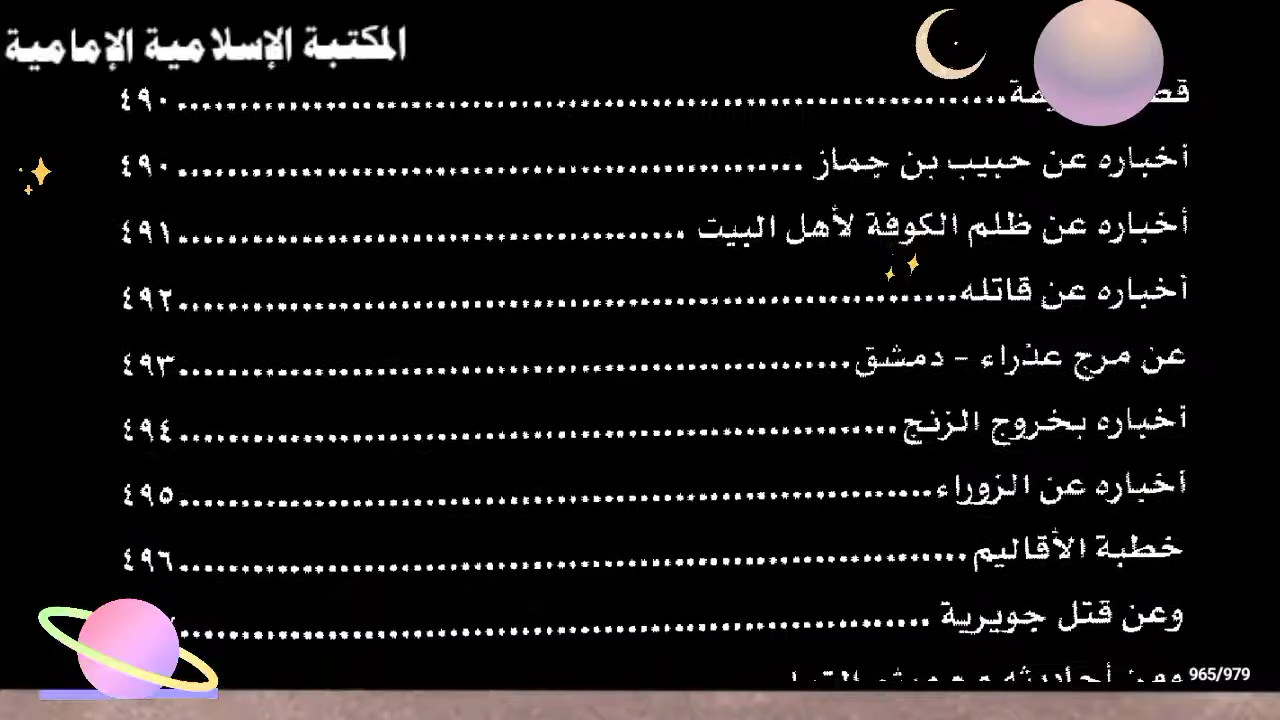 المكتبة الإسلامية الإمامية
٤٩٠
أخباره عن حبيب بن جماز ٤٩٠
أخباره عن ظلم الكوفة لأهل البيت ٤٩١
أخباره عن قاتله ٤٩٢
عن مرج عذراء - دمشق ٤٩٣
أخباره بخروج الزنج ٤٩٤
أخباره عن الزوراء ٤٩٥
خطبة الأقاليم ٤٩٦
وعن قتل جويرية
965/979